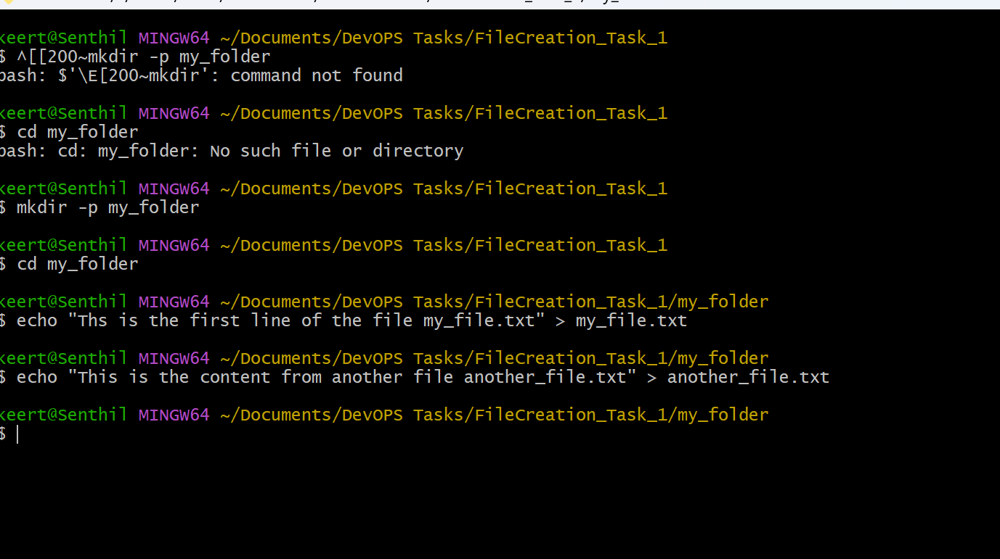 keert@Senthil MINGW64 ~/Documents/DevOPS Tasks/FileCreation_Task_1
$ ^[[200~mkdir -p my_folder
bash: $'\E[200~mkdir': command not found
keert@Senthil MINGW64 ~/Documents/DevOPS Tasks/FileCreation_Task_1
$ cd my_folder
bash: cd: my_folder: No such file or directory
keert@Senthil MINGW64 ~/Documents/DevOPS Tasks/FileCreation_Task_1
$ mkdir -p my_folder
keert@Senthil MINGW64 ~/Documents/DevOPS Tasks/FileCreation_Task_1
$ cd my_folder
keert@Senthil MINGW64 ~/Documents/DevOPS Tasks/FileCreation_Task_1/my_folder
$ echo "Ths is the first line of the file my_file.txt" > my_file.txt
keert@Senthil MINGW64 ~/Documents/DevOPS Tasks/FileCreation_Task_1/my_folder
$ echo "This is the content from another file another_file.txt" > another_file.txt
keert@Senthil MINGW64 ~/Documents/DevOPS Tasks/FileCreation_Task_1/my_folder
$